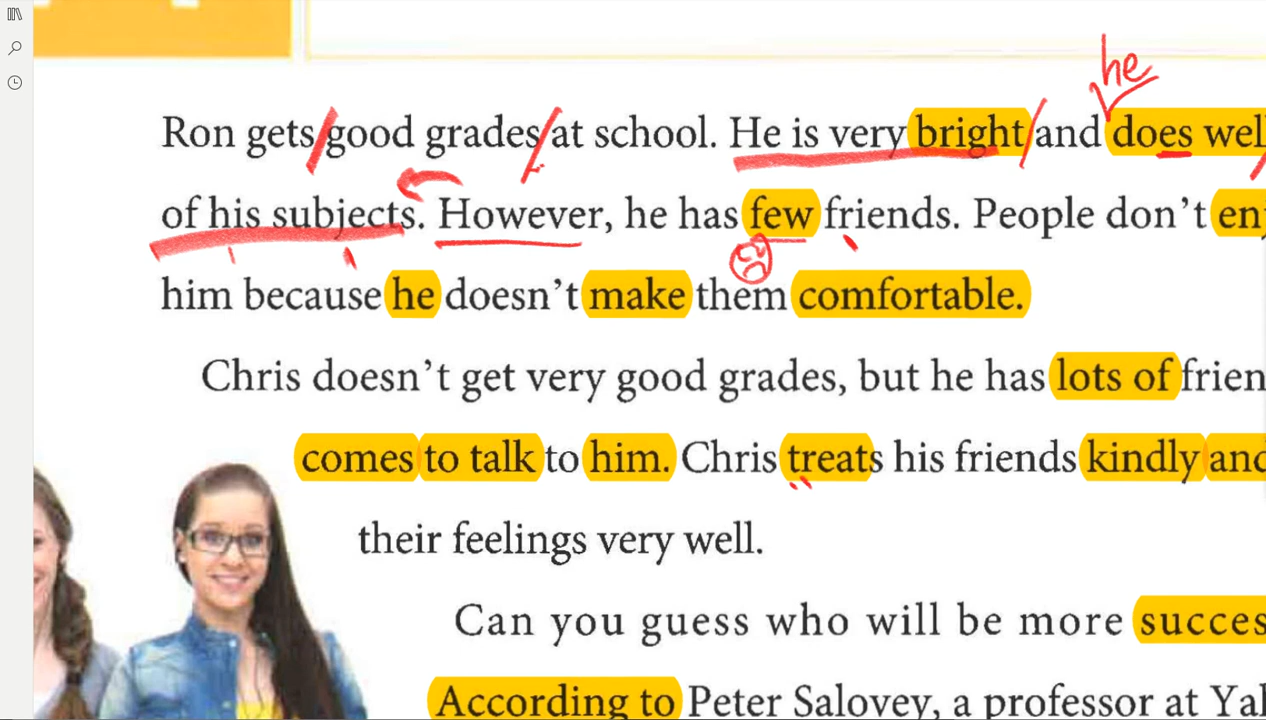 he
Ron gets good grades at school. He is very bright and does well
of his subjects. However, he has few friends. People don't en
him because he doesn't make them comfortable.
Chris doesn't get very good grades, but he has lots of frien
comes to talk to him. Chris treats his friends kindly and
their feelings very well.
Can you guess who will be more succes
According to Peter Salovey, a professor at Yal